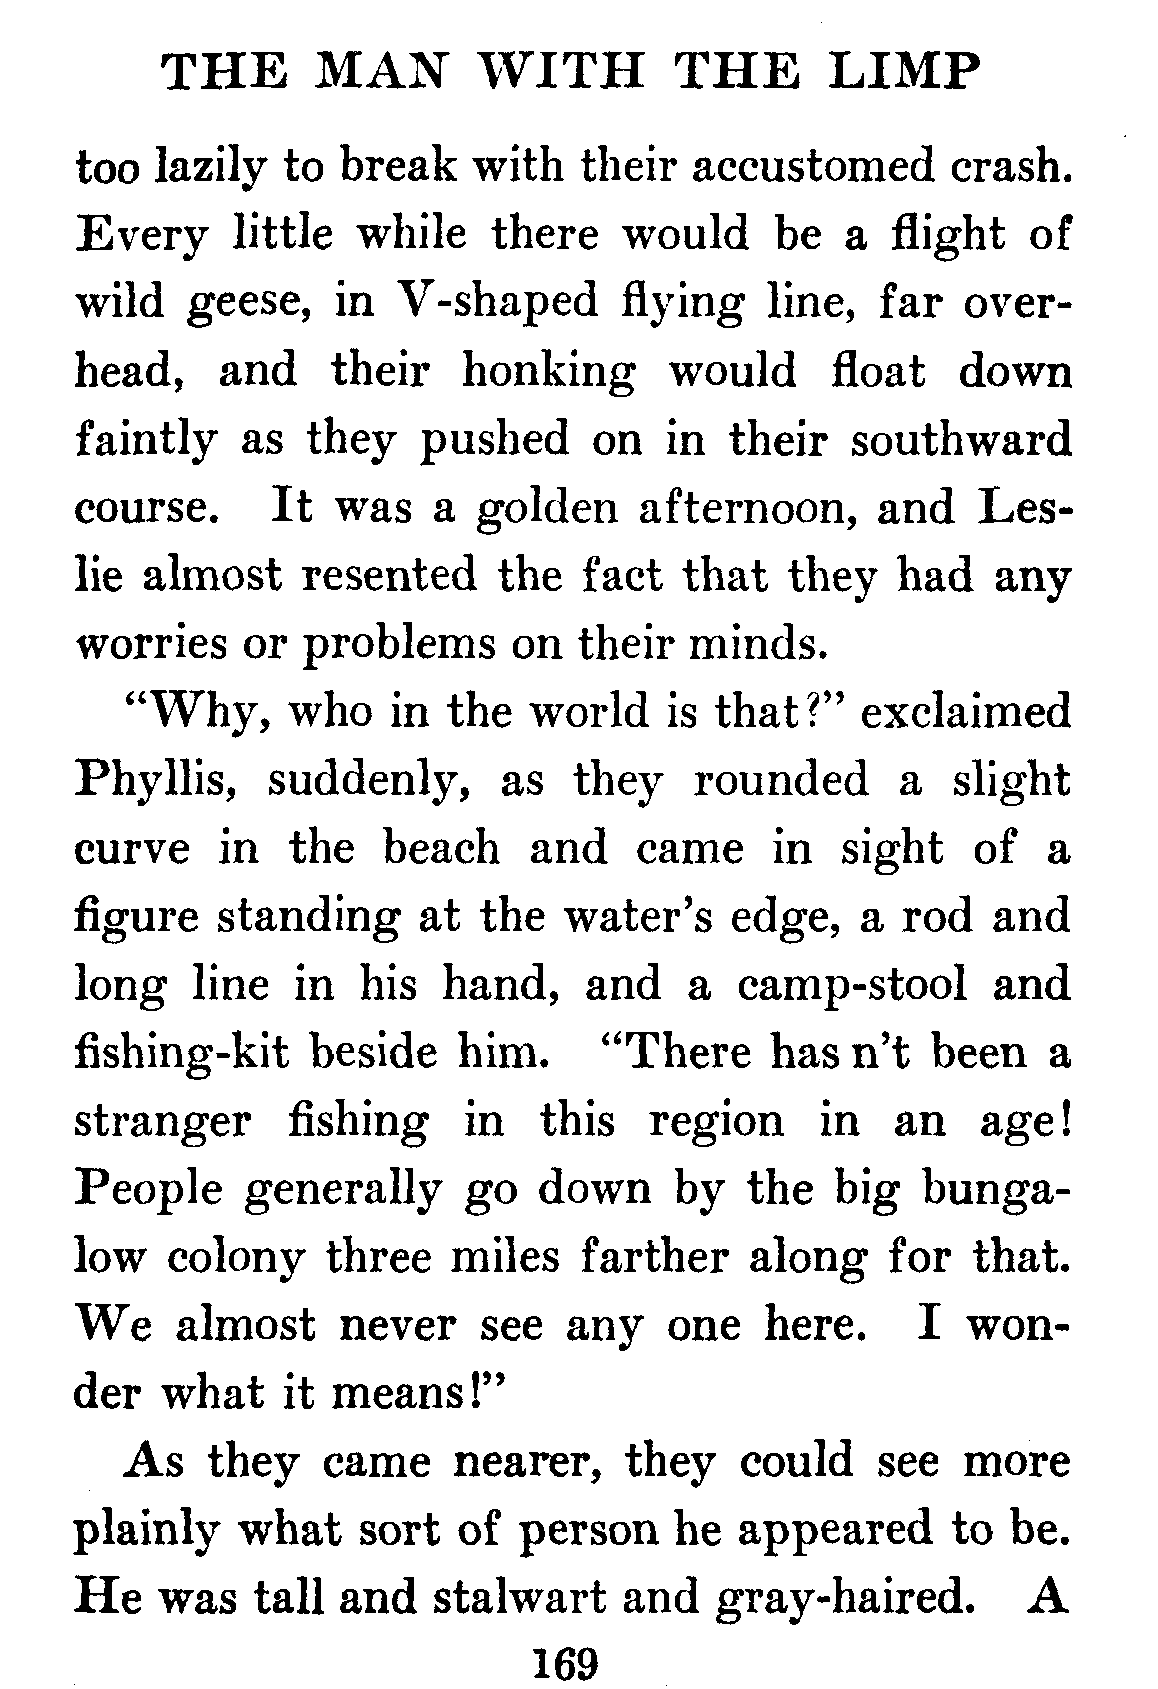 THE MAN WITH THE LIMP
too lazily to break with their accustomed crash.
Every little while there would be a flight of
wild geese, in V-shaped flying line, far over-
head, and their honking would float down
faintly as they pushed on in their southward
course. It was a golden afternoon, and Les-
lie almost resented the fact that they had any
worries or problems on their minds.
“Why, who in the world is that?” exclaimed
Phyllis, suddenly, as they rounded a slight
curve in the beach and came in sight of a
figure standing at the water’s edge, a rod and
long line in his hand, and a camp-stool and
fishing-kit beside him. “There has n’t been a
stranger fishing in this region in an age!
People generally go down by the big bunga-
low colony three miles farther along for that.
We almost never see any one here. I won-
der what it means!”
As they came nearer, they could see more
plainly what sort of person he appeared to be.
He was tall and stalwart and gray-haired. A
169